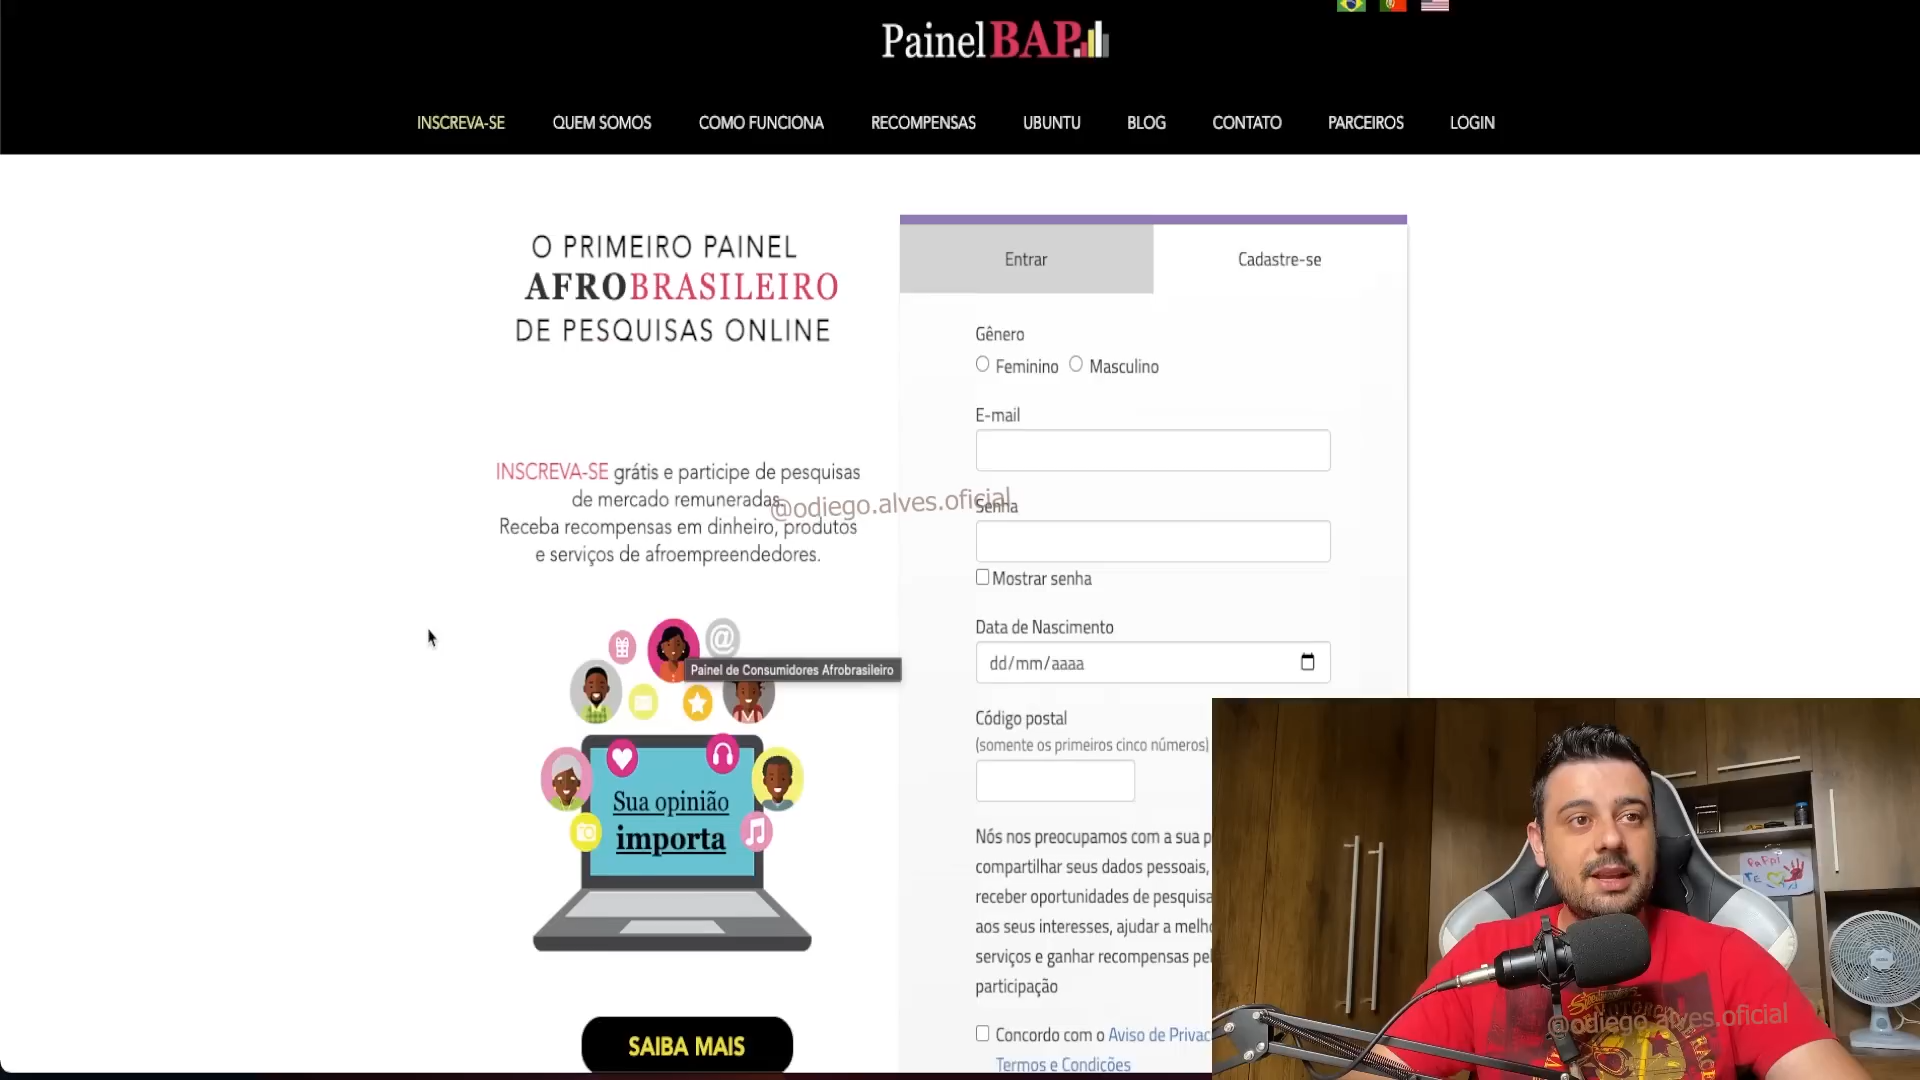 Painel BAP
INSCREVA-SE QUEM SOMOS COMO FUNCIONA RECOMPENSAS UBUNTU BLOG CONTATO PARCEIROS LOGIN
O PRIMEIRO PAINEL
AFROBRASILEIRO
DE PESQUISAS ONLINE
INSCREVA-SE grátis e participe de pesquisas
de mercado remuneradas.
Receba recompensas em dinheiro, produtos
e serviços de afroempreendedores.
@odiego.alves.oficial
@
Painel de Consumidores Afrobrasileiro
Sua opinião
importa
SAIBA MAIS
Entrar Cadastre-se
Gênero
Feminino Masculino
E-mail
Senha
Mostrar senha
Data de Nascimento
dd/mm/aaaa
Código postal
(somente os primeiros cinco números)
Nós nos preocupamos com a sua p
compartilhar seus dados pessoais,
receber oportunidades de pesquisa
aos seus interesses, ajudar a melho
serviços e ganhar recompensas pel
participação
Concordo com o Aviso de Privac
Termos e Condições
@odiego.alves.oficial